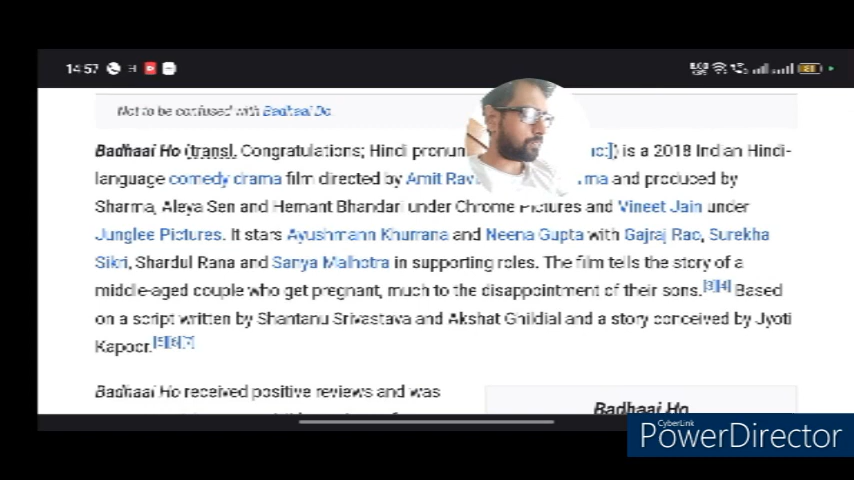 14:57
Not to be confused with Badhaai Do.
Badhaai Ho (transl. Congratulations; Hindi is a 2018 Indian Hindi-
language comedy drama film directed by Amit and produced by
Sharma, Aleya Sen and Hemant Bhandari under Chrome Pictures and Vineet Jain under
Junglee Pictures. It stars Ayushmann Khurrana and Neena Gupta with Gajraj Rao, Surekha
Sikri, Shardul Rana and Sanya Malhotra in supporting roles. The film tells the story of a
middle-aged couple who get pregnant, much to the disappointment of their sons.[3][4] Based
on a script written by Shantanu Srivastava and Akshat Ghildial and a story conceived by Jyoti
Kapoor.[5][6][7]
Badhaai Ho received positive reviews and was
Badhaai Ho
CyberLink
PowerDirector